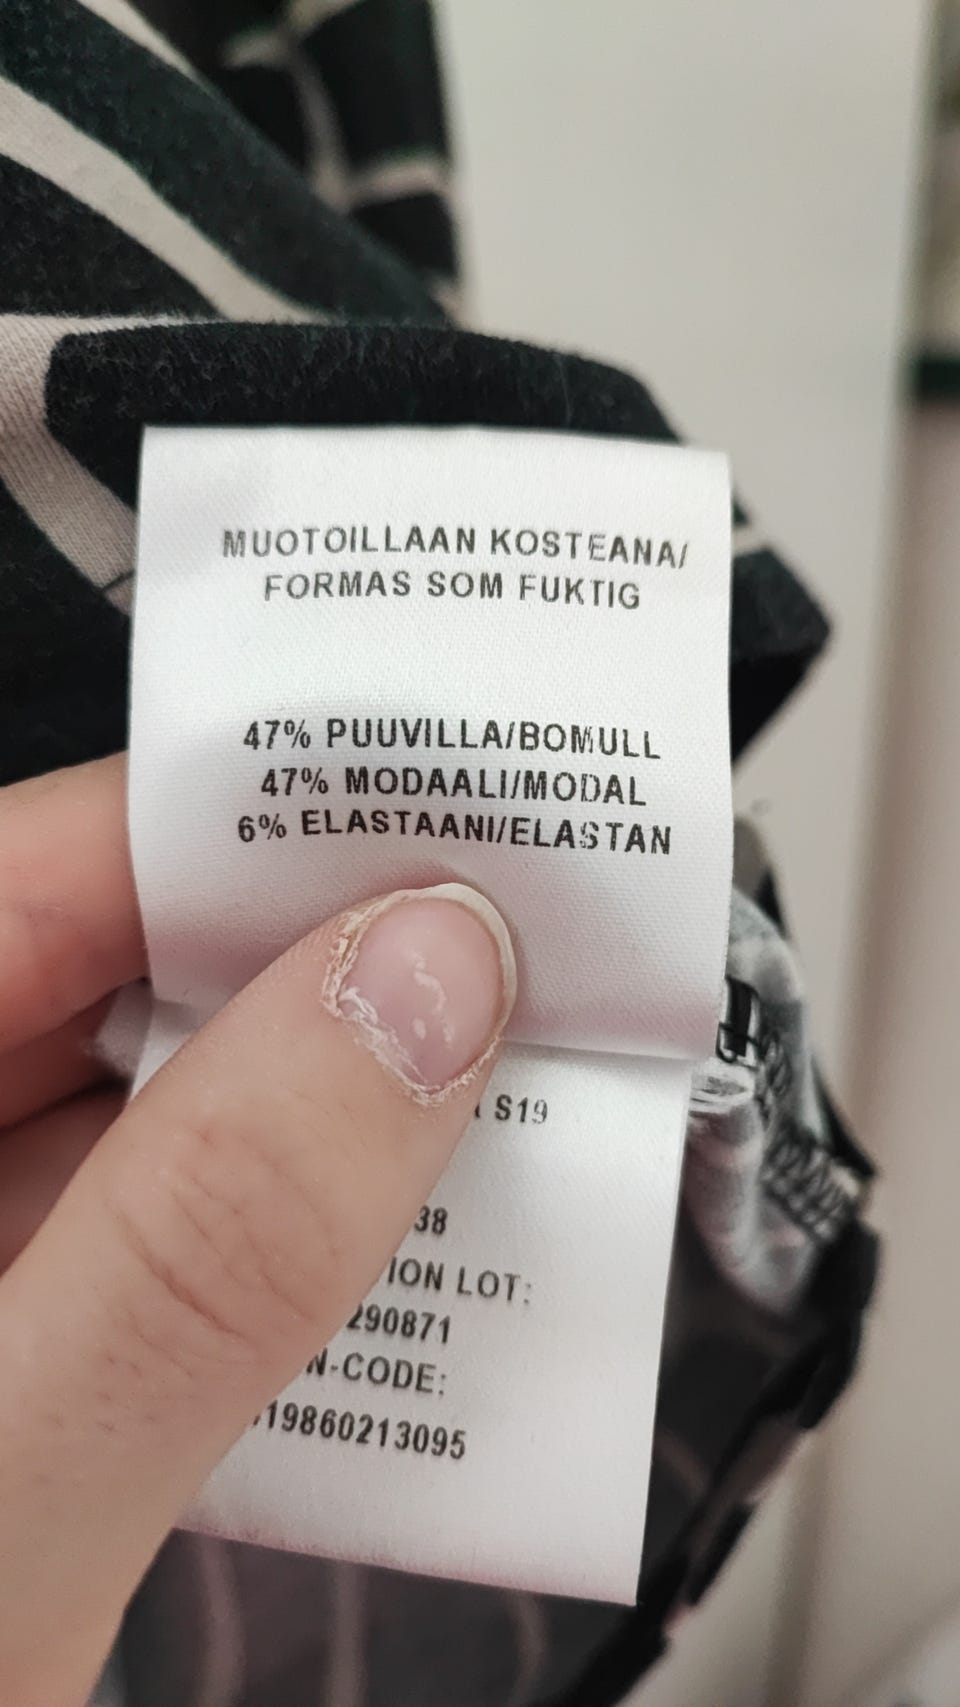 MUOTOILLAAN KOSTEANA/
FORMAS SOM FUKTIG
47% PUUVILLA/BOMULL
47% MODAALI/MODAL
6% ELASTAANI/ELASTAN
S19
38
ION LOT:
290871
N-CODE:
19860213095